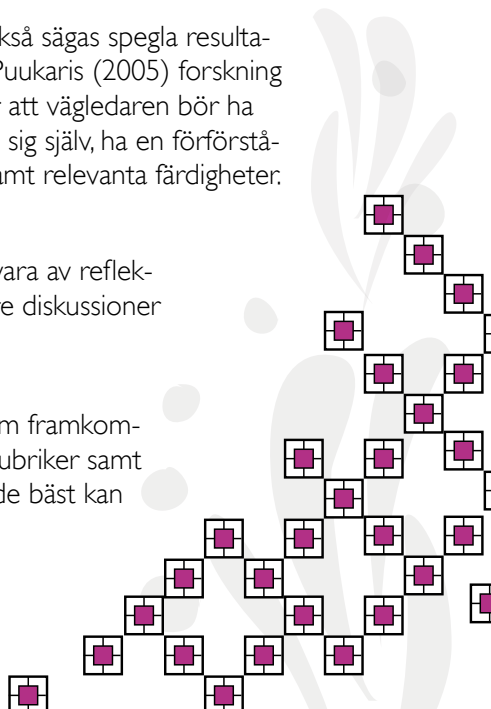 kså sägas spegla resulta-
Puukaris (2005) forskning
r att vägledaren bör ha
sig själv, ha en förförstå-
amt relevanta färdigheter.
vara av reflek-
re diskussioner
m framkom-
ubriker samt
de bäst kan